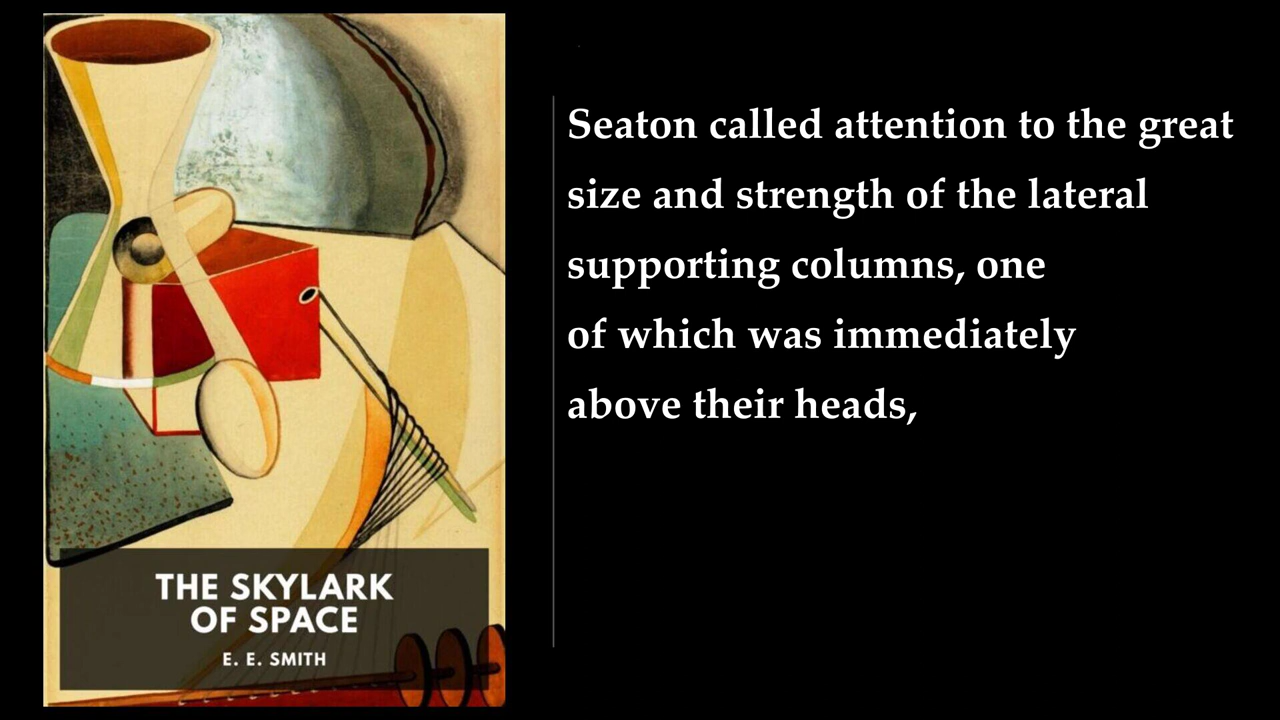 THE SKYLARK
OF SPACE
E. E. SMITH
Seaton called attention to the great
size and strength of the lateral
supporting columns, one
of which was immediately
above their heads,